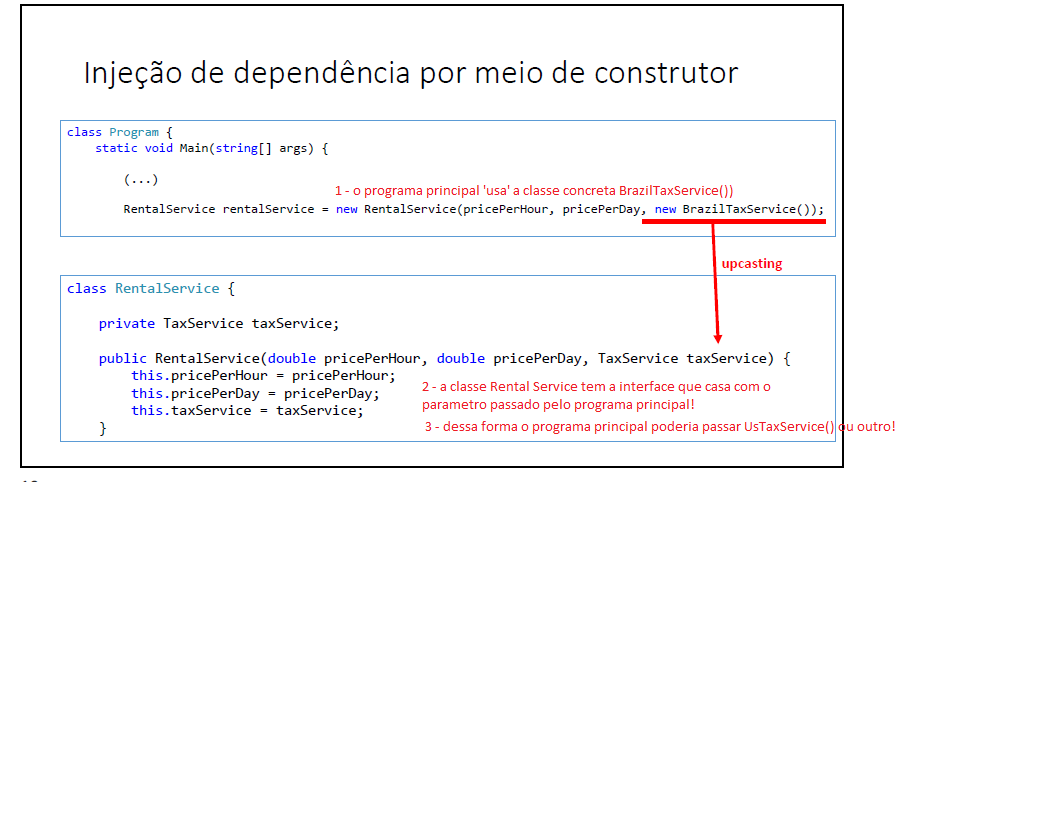 Injeção de dependência por meio de construtor
class Program {
static void Main(string[] args) {
(...)
1 - o programa principal 'usa' a classe concreta BrazilTaxService())
RentalService rentalService = new RentalService(pricePerHour, pricePerDay, new BrazilTaxService());
upcasting
class RentalService {
private TaxService taxService;
public RentalService(double pricePerHour, double pricePerDay, TaxService taxService) {
this.pricePerHour = pricePerHour;
this.pricePerDay = pricePerDay;
this.taxService = taxService;
}
2 - a classe Rental Service tem a interface que casa com o
parametro passado pelo programa principal!
3 - dessa forma o programa principal poderia passar UsTaxService() ou outro!